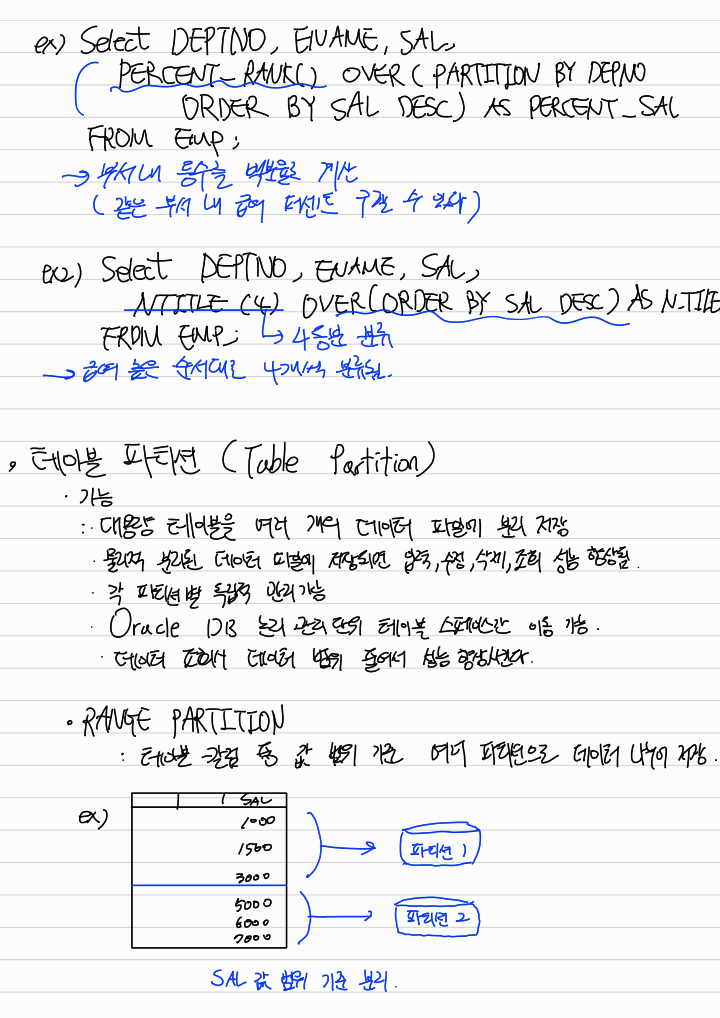 ex) Select DEPTNO, ENAME, SAL,
PERCENT_RANK() OVER (PARTITION BY DEPNO
ORDER BY SAL DESC) AS PERCENT_SAL
FROM EMP;
→ 부서내 등수를 백분율로 계산
(같은 부서 내 급여 퍼센트 구할 수 있다)
ex2) Select DEPTNO, ENAME, SAL,
NTITLE (4) OVER(ORDER BY SAL DESC) AS N_TILE
FROM EMP; ↳ 4등분 분류
→ 급여 높은 순서대로 4개씩 분류됨.
테이블 파티션 (Table Partition)
· 기능
: · 대용량 테이블을 여러 개의 데이터 파일에 분리 저장
· 물리적 분리된 데이터 파일에 저장되면 입력, 수정, 삭제, 조회 성능 향상됨.
· 각 파티션별 독립적 관리가능
· Oracle DB 논리 관리단위 테이블 스페이스간 이동 가능.
· 데이터 조회시 데이터 범위 줄여서 성능 향상시킨다.
• RANGE PARTITION
: 테이블 칼럼 중 값 범위 기준 여러 파티션으로 데이터 나누어 저장.
ex) SAL
1000
1500 파티션 1
3000
5000
6000 파티션 2
7000
SAL 값 범위 기준 분리.